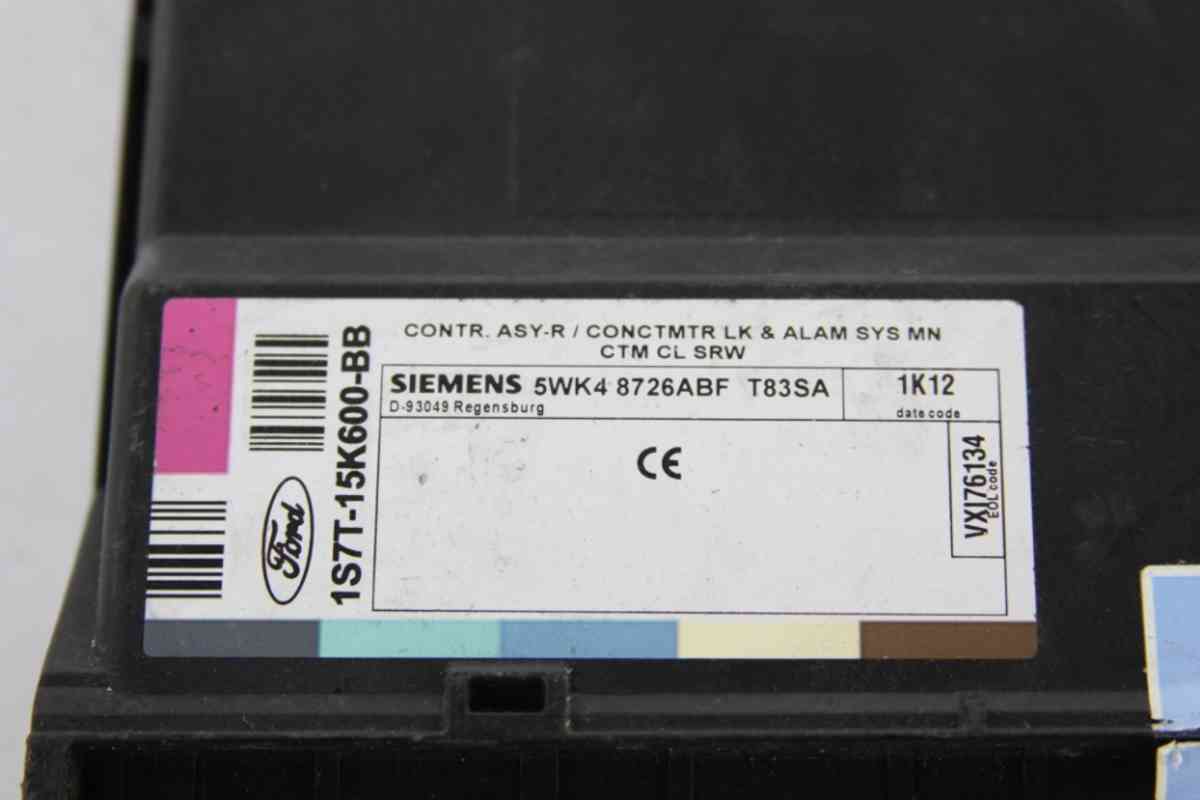 CONTR. ASY-R / CONCTMTR LK & ALAM SYS MN
CTM CL SRW
SIEMENS 5WK4 8726ABF T83SA
D-93049 Regensburg
1K12
date code
VXI76134
EOL code
CE
Ford
1S7T-15K600-BB